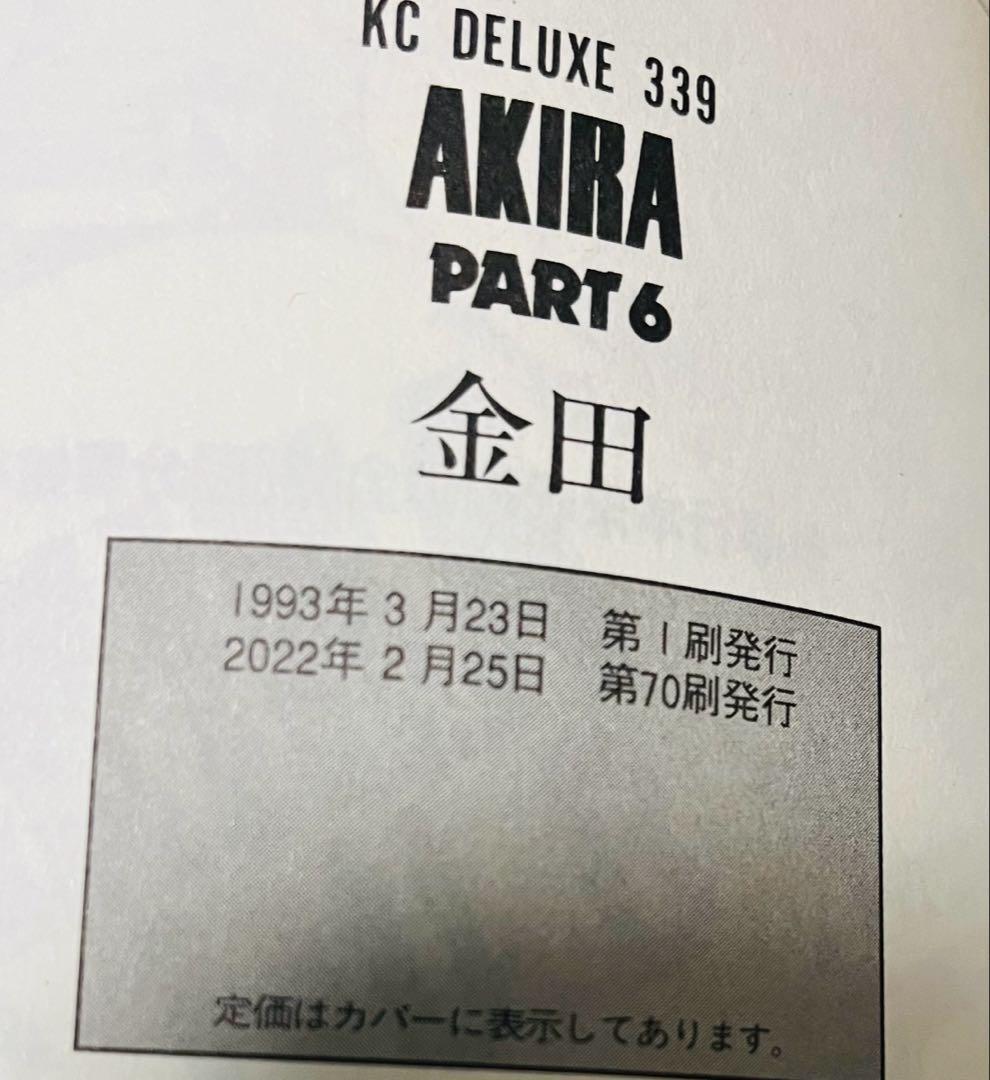 KC DELUXE 339
AKIRA
PART 6
金田
1993年 3 月23日 第 1 刷発行
2022年 2 月25日 第70刷発行
定価はカバーに表示してあります。